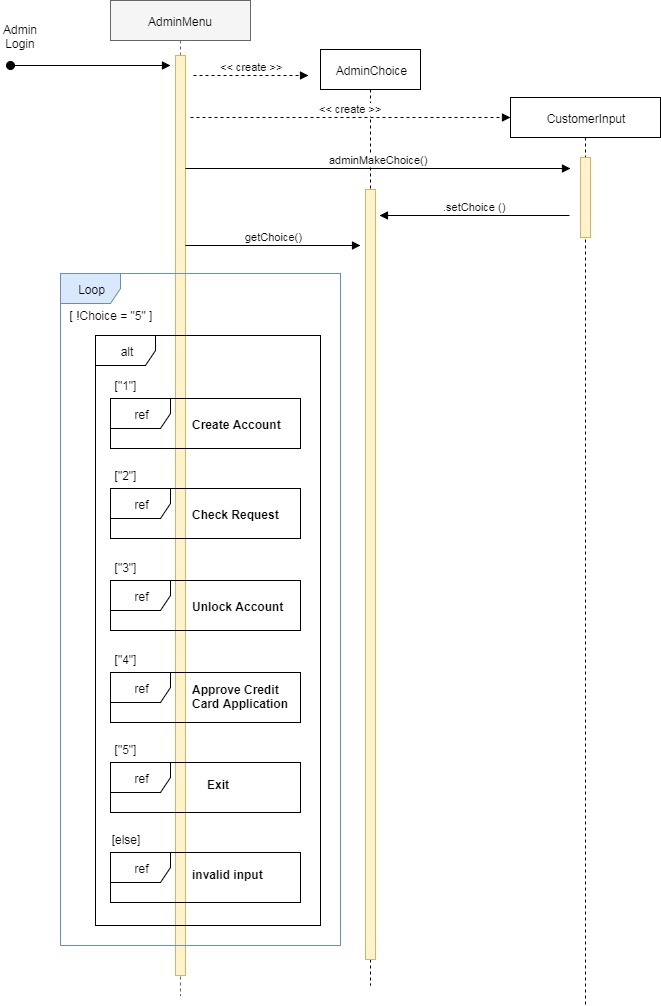 AdminMenu
Admin
Login
<< create >>
AdminChoice
<< create >>
CustomerInput
adminMakeChoice()
.setChoice ()
getChoice()
Loop
[ !Choice = "5" ]
alt
["1"]
ref
Create Account
["2"]
ref
Check Request
["3"]
ref
Unlock Account
["4"]
ref
Approve Credit
Card Application
["5"]
ref
Exit
[else]
ref
invalid input